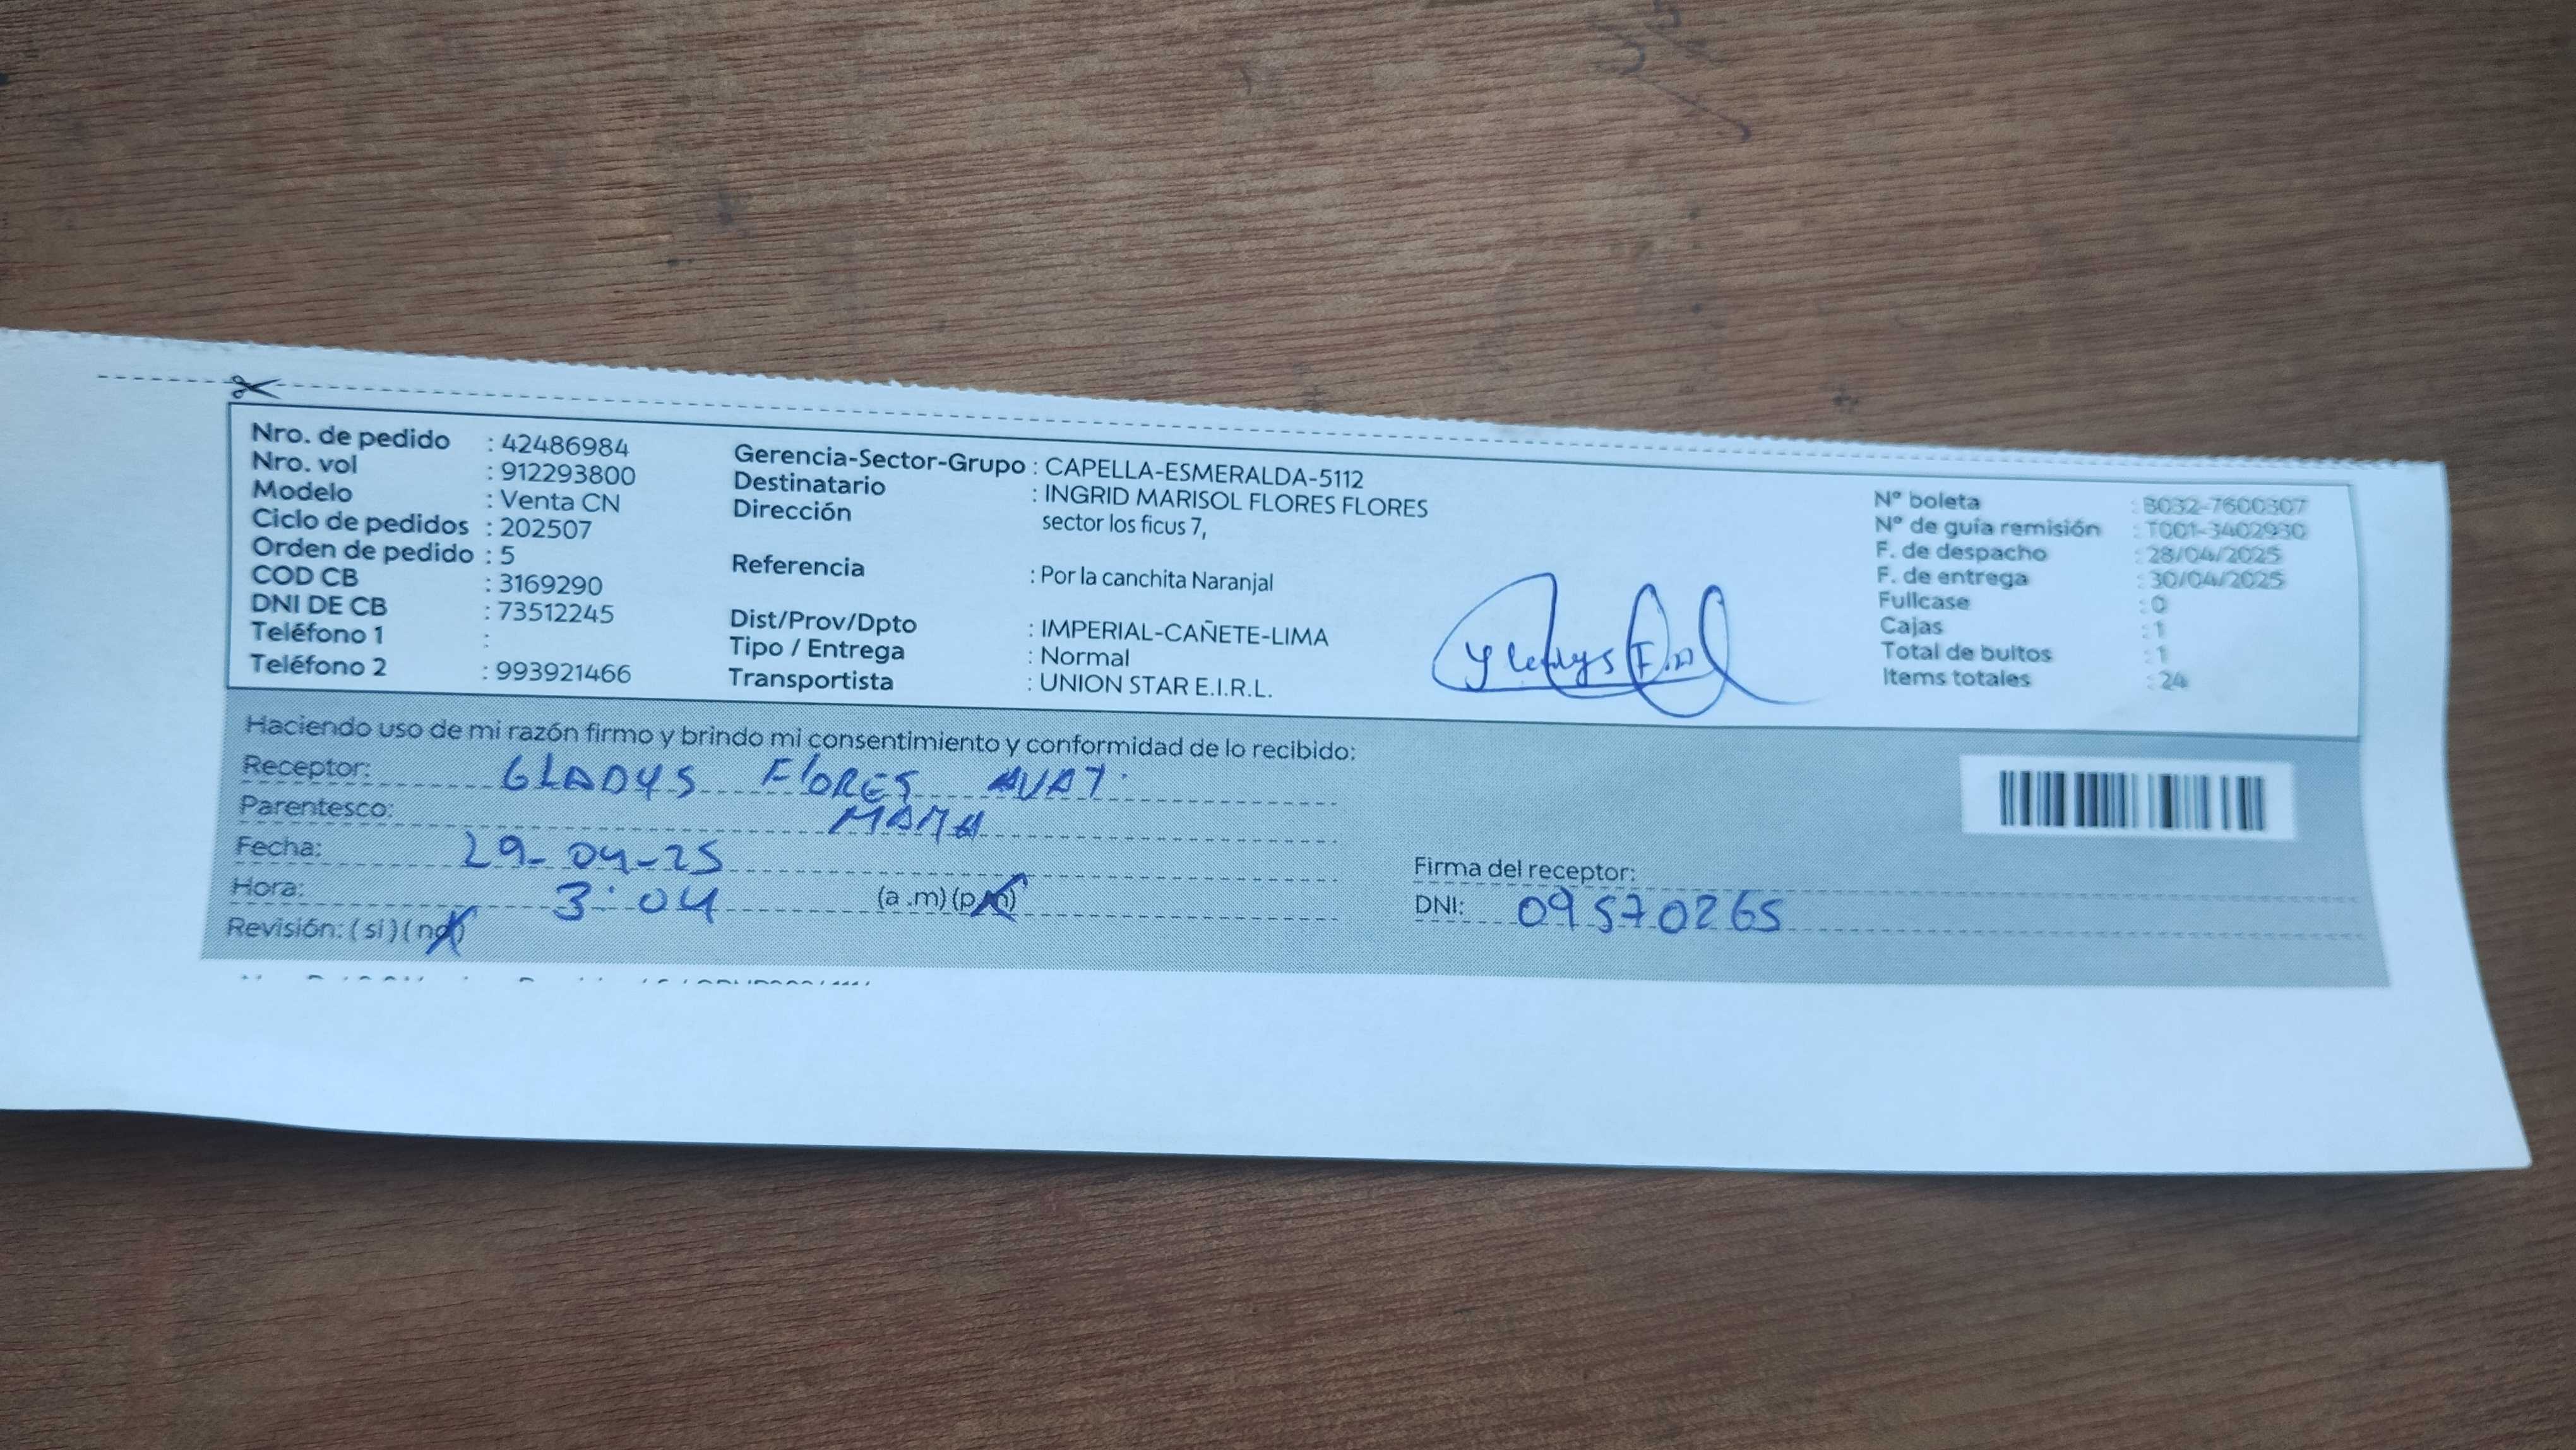 Nro. de pedido : 42486984
Nro. vol : 912293800
Modelo : Venta CN
Ciclo de pedidos : 202507
Orden de pedido : 5
COD CB : 3169290
DNI DE CB : 73512245
Teléfono 1 :
Teléfono 2 : 993921466
Gerencia-Sector-Grupo : CAPELLA-ESMERALDA-5112
Destinatario : INGRID MARISOL FLORES FLORES
Dirección sector los ficus 7,
Referencia : Por la canchita Naranjal
Dist/Prov/Dpto : IMPERIAL-CAÑETE-LIMA
Tipo / Entrega : Normal
Transportista : UNION STAR E.I.R.L.
N° boleta : B032-7600307
N° de guía remisión : T001-3402930
F. de despacho : 28/04/2025
F. de entrega : 30/04/2025
Fullcase : 0
Cajas : 1
Total de bultos : 1
Items totales : 24
Haciendo uso de mi razón firmo y brindo mi consentimiento y conformidad de lo recibido:
Receptor: GLADYS FLORES
Parentesco: MAMA
Fecha: 29-04-25
Hora: 3:04 (a.m)(p.m)
Revisión: (si)(no)
Firma del receptor:
DNI: 09570265